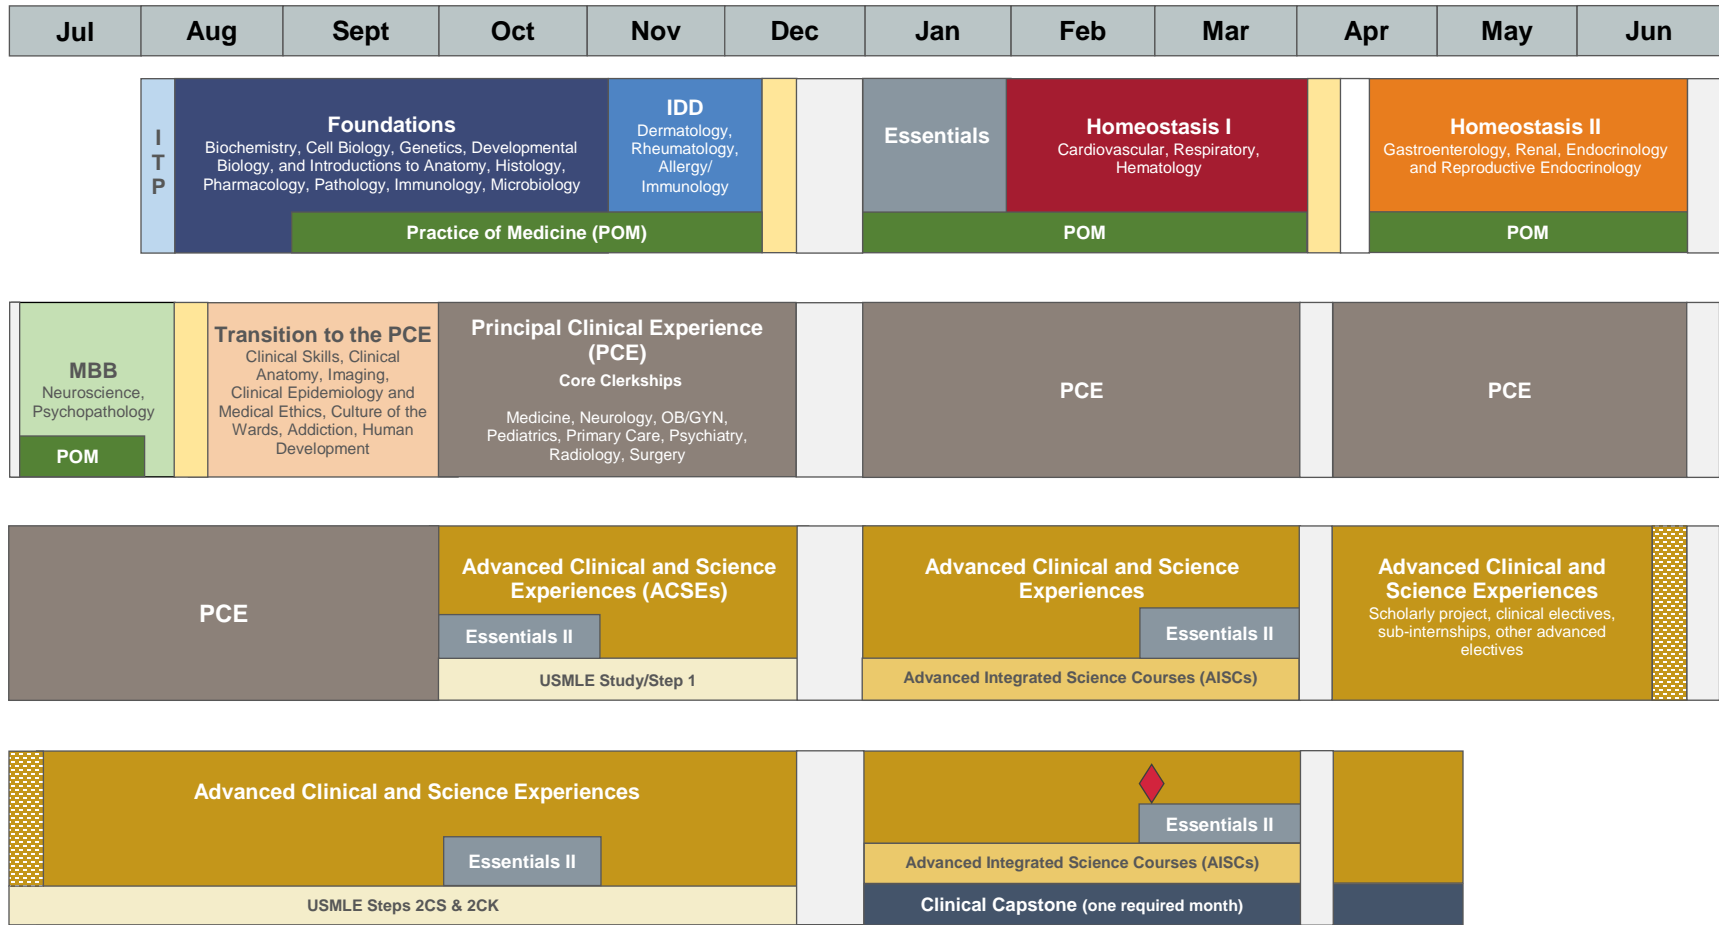 Jul Aug Sept Oct Nov Dec Jan Feb Mar Apr May Jun
I
T
P
Foundations
Biochemistry, Cell Biology, Genetics, Developmental
Biology, and Introductions to Anatomy, Histology,
Pharmacology, Pathology, Immunology, Microbiology
IDD
Dermatology,
Rheumatology,
Allergy/
Immunology
Practice of Medicine (POM)
Essentials
Homeostasis I
Cardiovascular, Respiratory,
Hematology
POM
Homeostasis II
Gastroenterology, Renal, Endocrinology
and Reproductive Endocrinology
POM
MBB
Neuroscience,
Psychopathology
POM
Transition to the PCE
Clinical Skills, Clinical
Anatomy, Imaging,
Clinical Epidemiology and
Medical Ethics, Culture of the
Wards, Addiction, Human
Development
Principal Clinical Experience
(PCE)
Core Clerkships
Medicine, Neurology, OB/GYN,
Pediatrics, Primary Care, Psychiatry,
Radiology, Surgery
PCE
PCE
PCE
Advanced Clinical and Science
Experiences (ACSEs)
Essentials II
USMLE Study/Step 1
Advanced Clinical and Science
Experiences
Essentials II
Advanced Integrated Science Courses (AISCs)
Advanced Clinical and
Science Experiences
Scholarly project, clinical electives,
sub-internships, other advanced
electives
Advanced Clinical and Science Experiences
Essentials II
USMLE Steps 2CS & 2CK
Essentials II
Advanced Integrated Science Courses (AISCs)
Clinical Capstone (one required month)